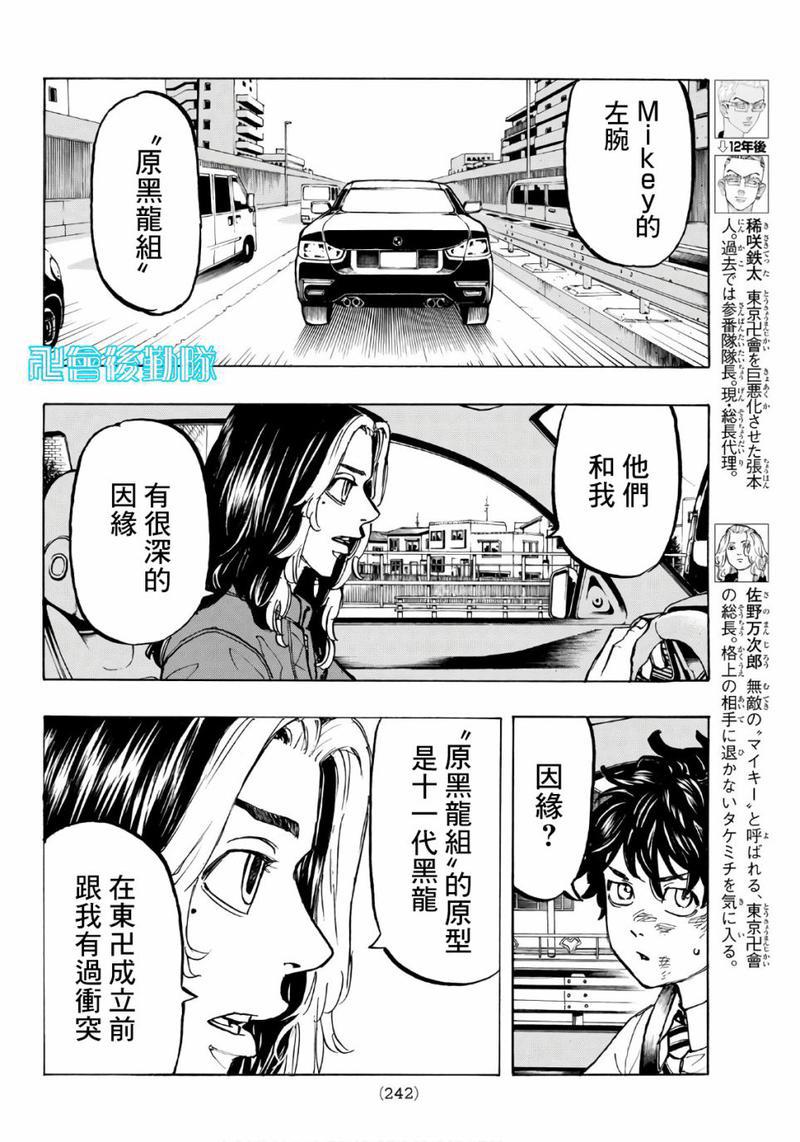 Mikey的
左腕
〝原黑龍組〟
卍會後動隊
他們
和我
有很深的
因緣
因緣？
〝原黑龍組〟的原型
是十一代黑龍
在東卍成立前
跟我有過衝突
⇩12年後
稀咲鉄太 東京卍會を巨悪化させた張本
人。過去では参番隊隊長。現・総長代理。
佐野万次郎 無敵の〝マイキー〟と呼ばれる、東京卍會
の総長。格上の相手に退かないタケミチを気に入る。
(242)